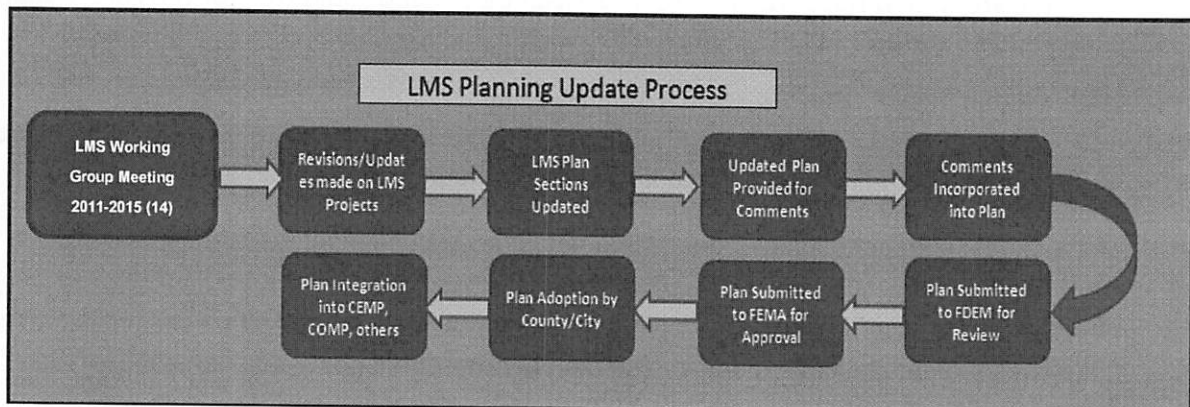 LMS Planning Update Process
LMS Working
Group Meeting
2011-2015 (14)
Revisions/Updat
es made on LMS
Projects
LMS Plan
Sections
Updated
Updated Plan
Provided for
Comments
Comments
Incorporated
into Plan
Plan Submitted
to FDEM for
Review
Plan Submitted
to FEMA for
Approval
Plan Adoption by
County/City
Plan Integration
into CEMP,
COMP, others